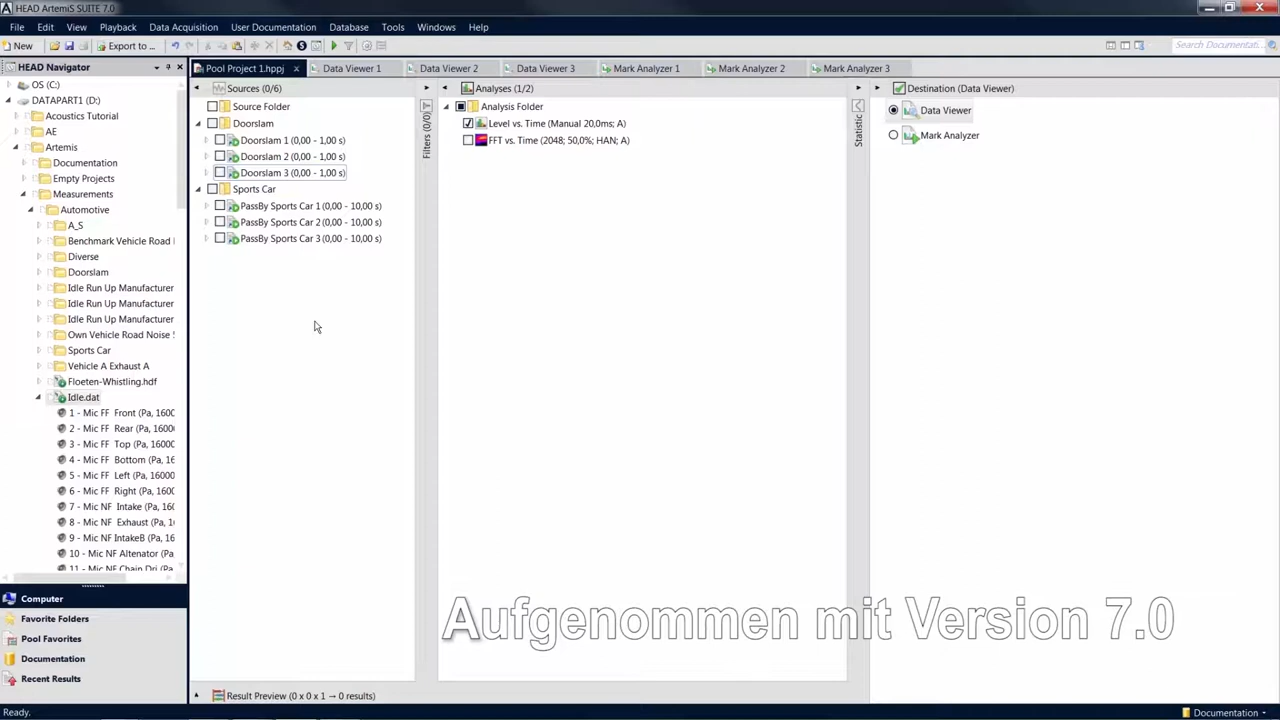 HEAD ArtemiS SUITE 7.0
File Edit View Playback Data Acquisition User Documentation Database Tools Windows Help
New Export to ... Search Documentati...
HEAD Navigator
OS (C:)
DATAPART1 (D:)
Acoustics Tutorial
AE
Artemis
Documentation
Empty Projects
Measurements
Automotive
A_S
Benchmark Vehicle Road
Diverse
Doorslam
Idle Run Up Manufacturer
Idle Run Up Manufacturer
Idle Run Up Manufacturer
Own Vehicle Road Noise
Sports Car
Vehicle A Exhaust A
Floeten-Whistling.hdf
Idle.dat
1 - Mic FF Front (Pa, 1600
2 - Mic FF Rear (Pa, 16000
3 - Mic FF Top (Pa, 16000
4 - Mic FF Bottom (Pa, 16
5 - Mic FF Left (Pa, 16000
6 - Mic FF Right (Pa, 1600
7 - Mic NF Intake (Pa, 160
8 - Mic NF Exhaust (Pa, 16
9 - Mic NF IntakeB (Pa, 16
10 - Mic NF Altenator (Pa
11 - Mic NF Chain Dri (Pa,
Computer
Favorite Folders
Pool Favorites
Documentation
Recent Results
Pool Project 1.hppj Data Viewer 1 Data Viewer 2 Data Viewer 3 Mark Analyzer 1 Mark Analyzer 2 Mark Analyzer 3
Sources (0/6)
Source Folder
Doorslam
Doorslam 1 (0,00 - 1,00 s)
Doorslam 2 (0,00 - 1,00 s)
Doorslam 3 (0,00 - 1,00 s)
Sports Car
PassBy Sports Car 1 (0,00 - 10,00 s)
PassBy Sports Car 2 (0,00 - 10,00 s)
PassBy Sports Car 3 (0,00 - 10,00 s)
Filters (0/0)
Analyses (1/2)
Analysis Folder
Level vs. Time (Manual 20,0ms; A)
FFT vs. Time (2048; 50,0%; HAN; A)
Statistic
Destination (Data Viewer)
Data Viewer
Mark Analyzer
Aufgenommen mit Version 7.0
Result Preview (0 x 0 x 1 → 0 results)
Ready. Documentation